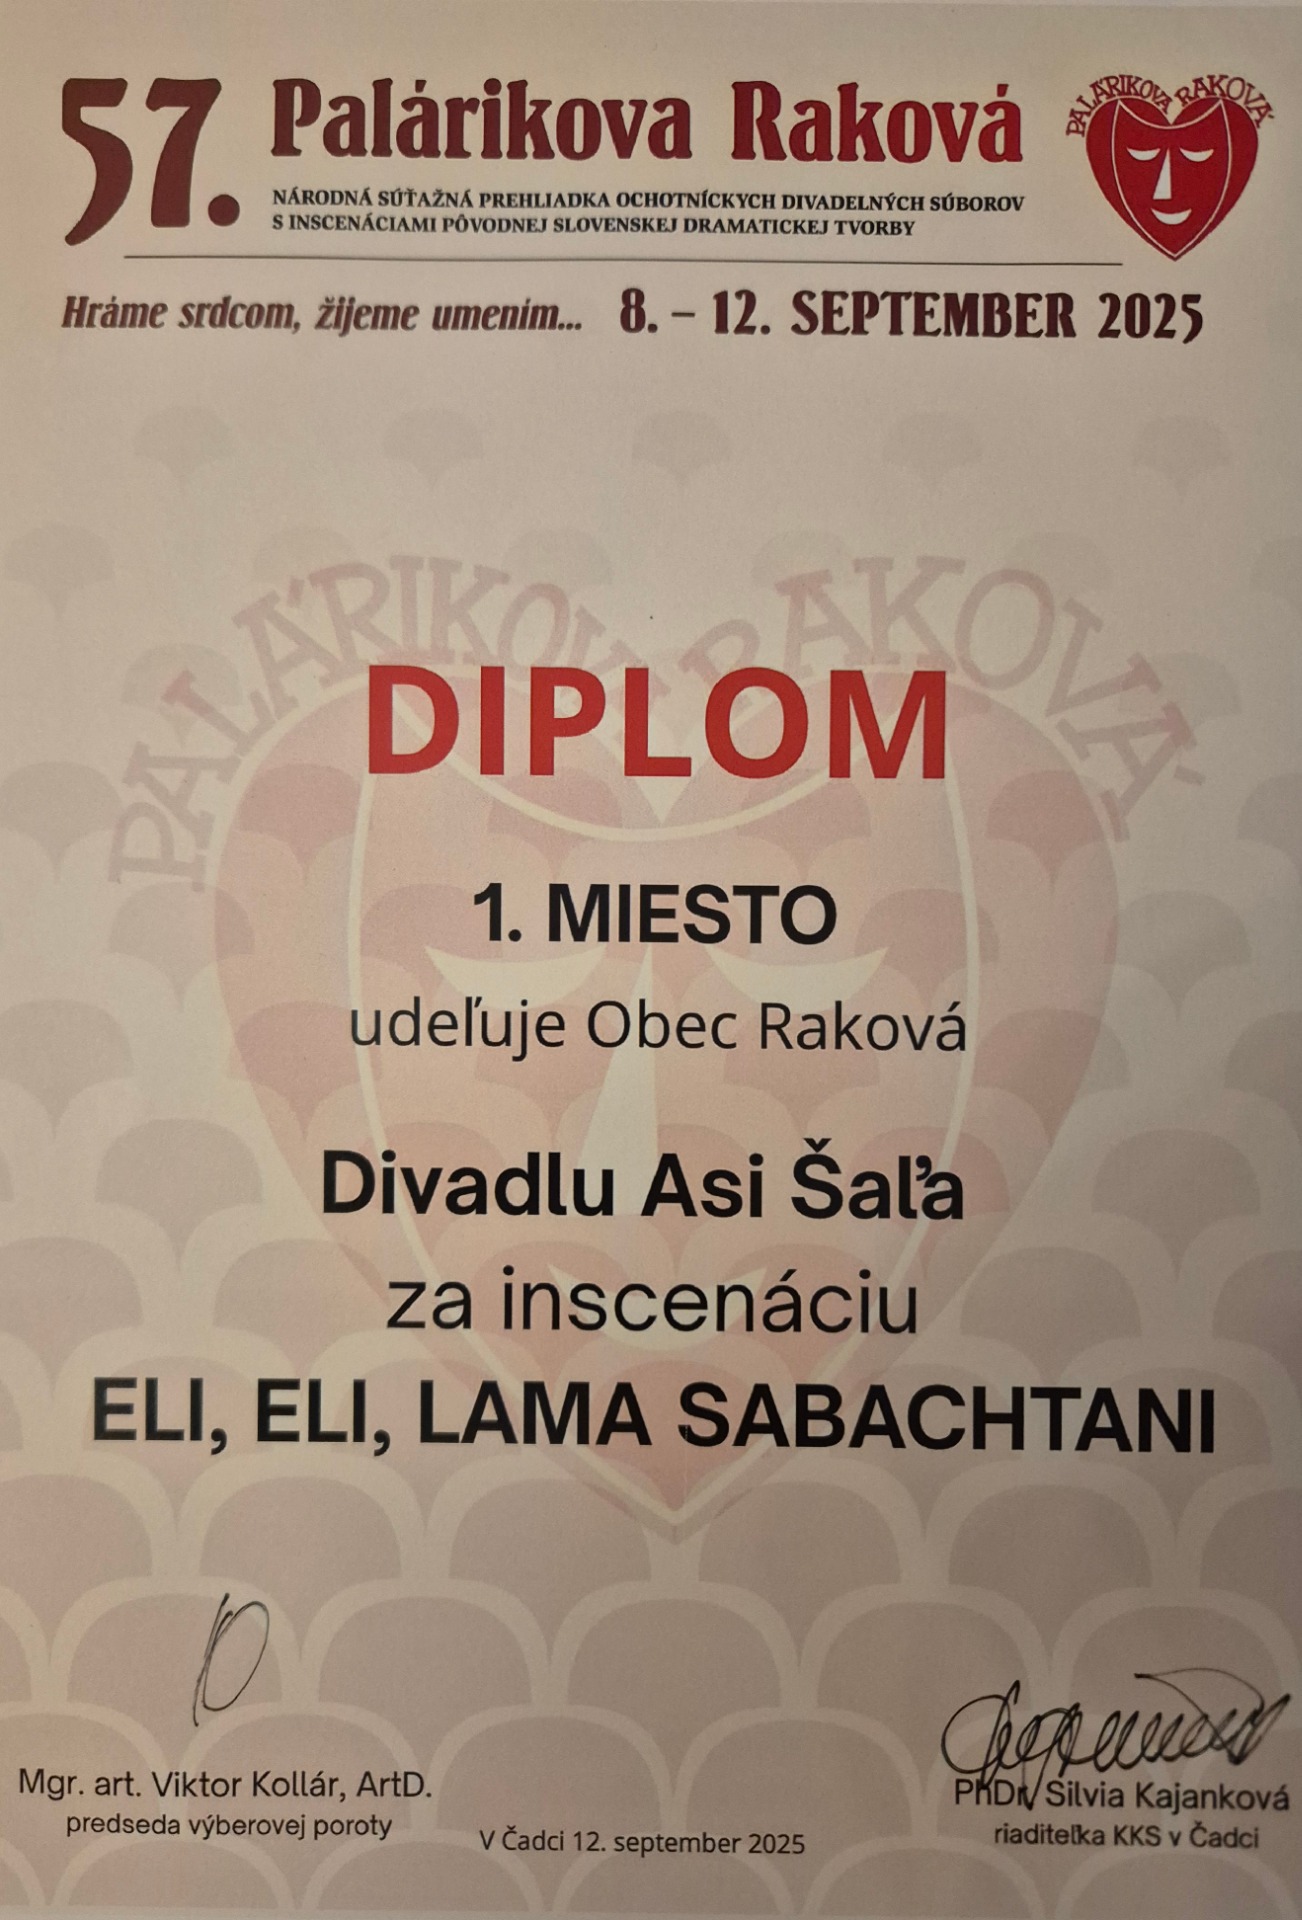 57. Palárikova Raková
PALÁRIKOVA RAKOVÁ
NÁRODNÁ SÚŤAŽNÁ PREHLIADKA OCHOTNÍCKYCH DIVADELNÝCH SÚBOROV
S INSCENÁCIAMI PÔVODNEJ SLOVENSKEJ DRAMATICKEJ TVORBY
Hráme srdcom, žijeme umením... 8. – 12. SEPTEMBER 2025
PALÁRIKOVA RAKOVÁ
DIPLOM
1. MIESTO
udeľuje Obec Raková
Divadlu Asi Šaľa
za inscenáciu
ELI, ELI, LAMA SABACHTANI
Mgr. art. Viktor Kollár, ArtD.
predseda výberovej poroty
V Čadci 12. september 2025
PhDr. Silvia Kajanková
riaditeľka KKS v Čadci